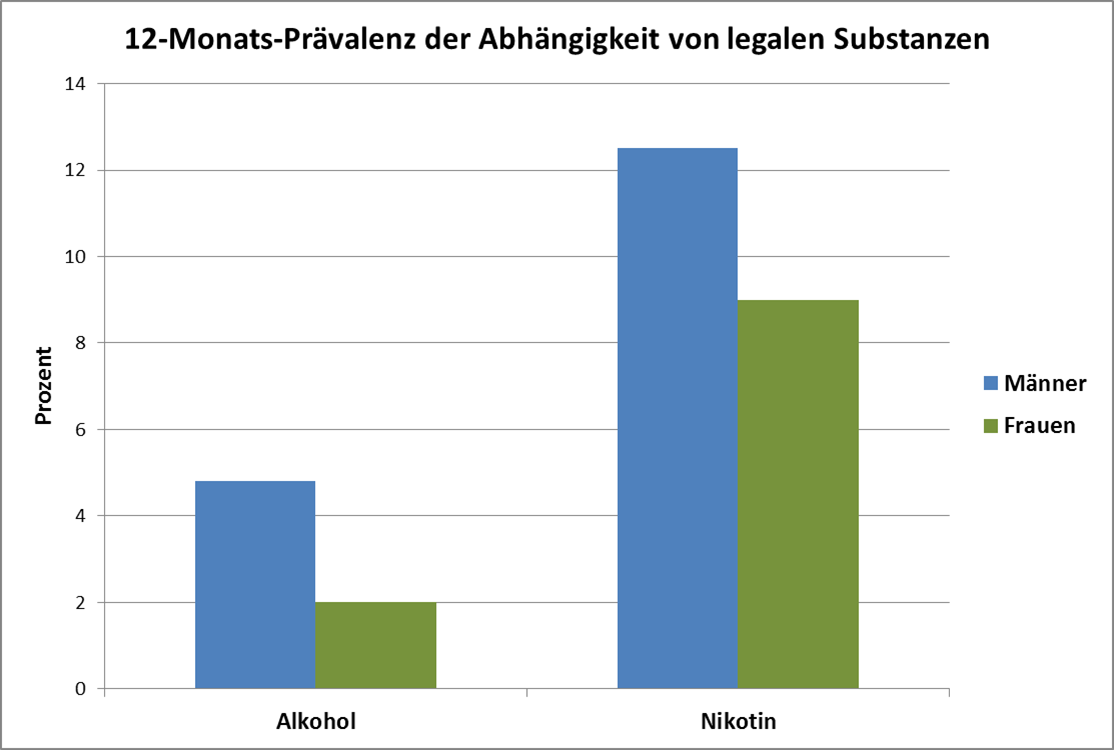 12-Monats-Prävalenz der Abhängigkeit von legalen Substanzen
14
12
10
8
6
4
2
0
Prozent
Alkohol
Nikotin
Männer
Frauen